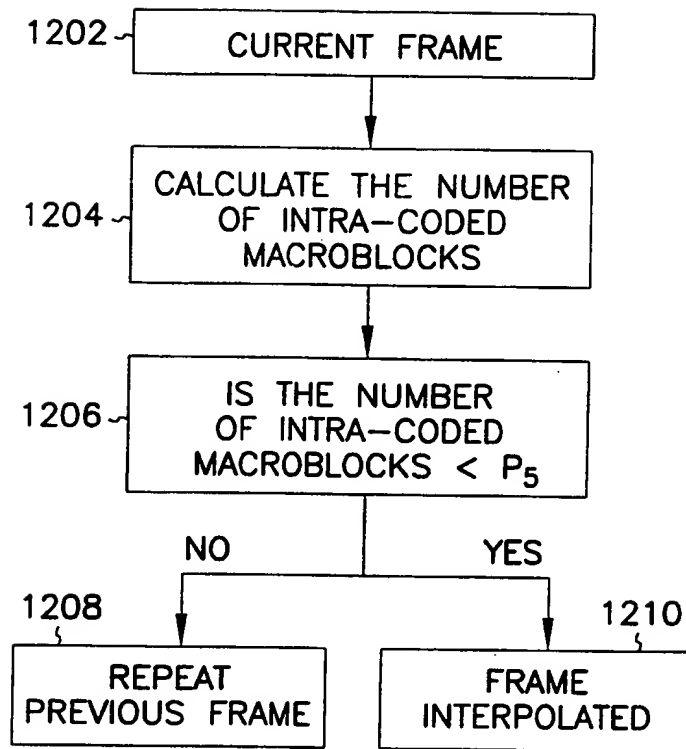 1202
CURRENT FRAME
1204
CALCULATE THE NUMBER
OF INTRA-CODED
MACROBLOCKS
1206
IS THE NUMBER
OF INTRA-CODED
MACROBLOCKS < P5
NO
YES
1208
REPEAT
PREVIOUS FRAME
1210
FRAME
INTERPOLATED